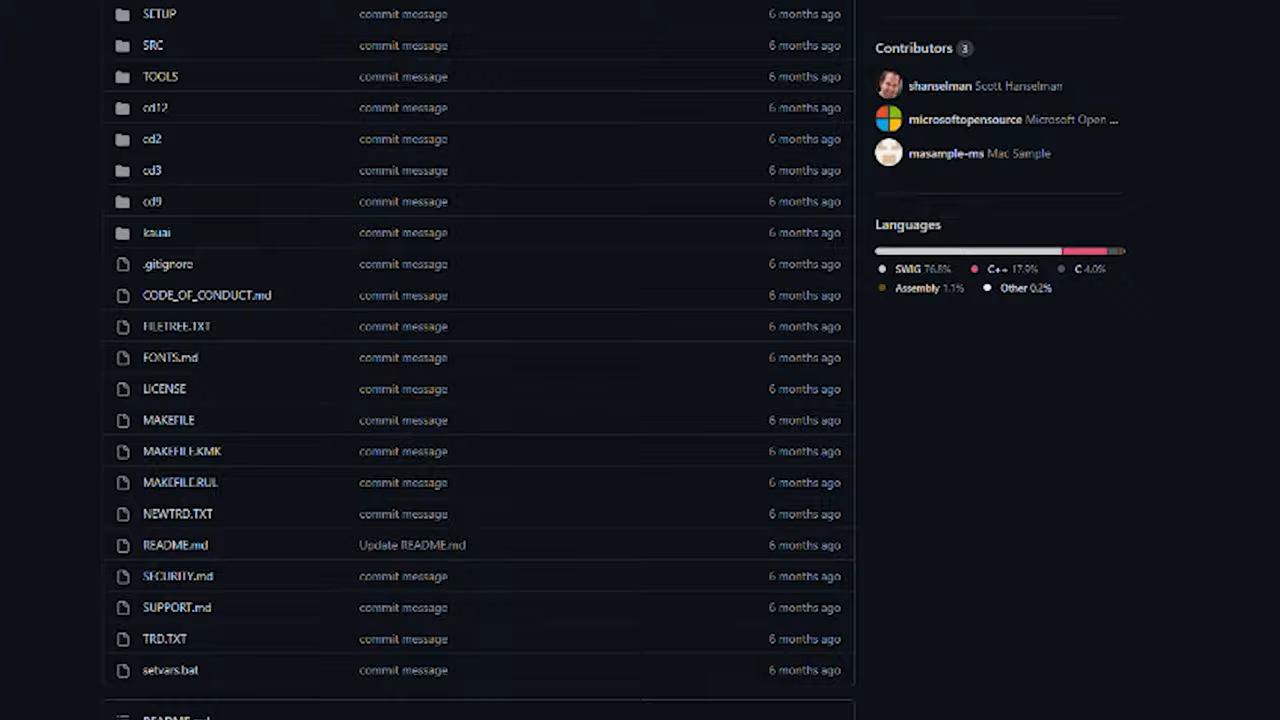 SETUP commit message 6 months ago
SRC commit message 6 months ago
TOOLS commit message 6 months ago
cd12 commit message 6 months ago
cd2 commit message 6 months ago
cd3 commit message 6 months ago
cd9 commit message 6 months ago
kauai commit message 6 months ago
.gitignore commit message 6 months ago
CODE_OF_CONDUCT.md commit message 6 months ago
FILETREE.TXT commit message 6 months ago
FONTS.md commit message 6 months ago
LICENSE commit message 6 months ago
MAKEFILE commit message 6 months ago
MAKEFILE.KMK commit message 6 months ago
MAKEFILE.RUL commit message 6 months ago
NEWTRD.TXT commit message 6 months ago
README.md Update README.md 6 months ago
SECURITY.md commit message 6 months ago
SUPPORT.md commit message 6 months ago
TRD.TXT commit message 6 months ago
setvars.bat commit message 6 months ago
README.md
Contributors 3
shanselman Scott Hanselman
microsoftopensource Microsoft Open ...
masample-ms Mac Sample
Languages
SWIG 76.8% C++ 17.9% C 4.0%
Assembly 1.1% Other 0.2%